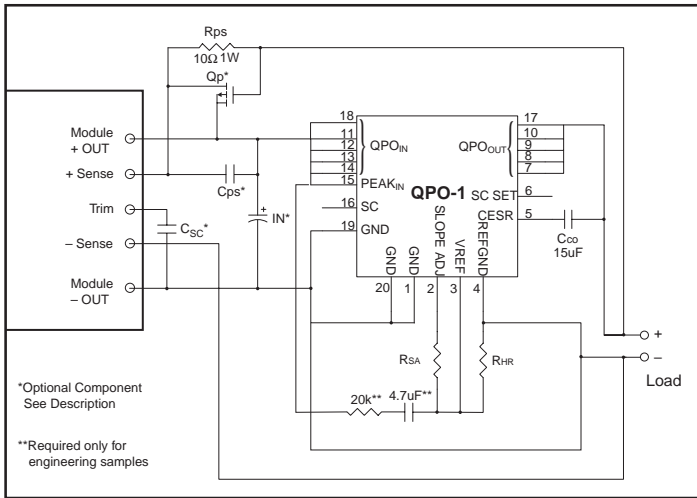 Rps
10Ω 1W
Qp*
Module
+ OUT
+ Sense
Trim
– Sense
Module
– OUT
Cps*
CSC*
+
IN*
18
11
12
13
14
15
16
19
QPOIN
PEAKIN
SC
GND
QPO-1
17
10
9
8
7
QPOOUT
SC SET
6
CESR
5
Cco
15uF
GND
GND
SLOPE ADJ
VREF
REFGND
20
1
2
3
4
RSA
RHR
20k**
4.7uF**
+
–
Load
*Optional Component
See Description
**Required only for
engineering samples